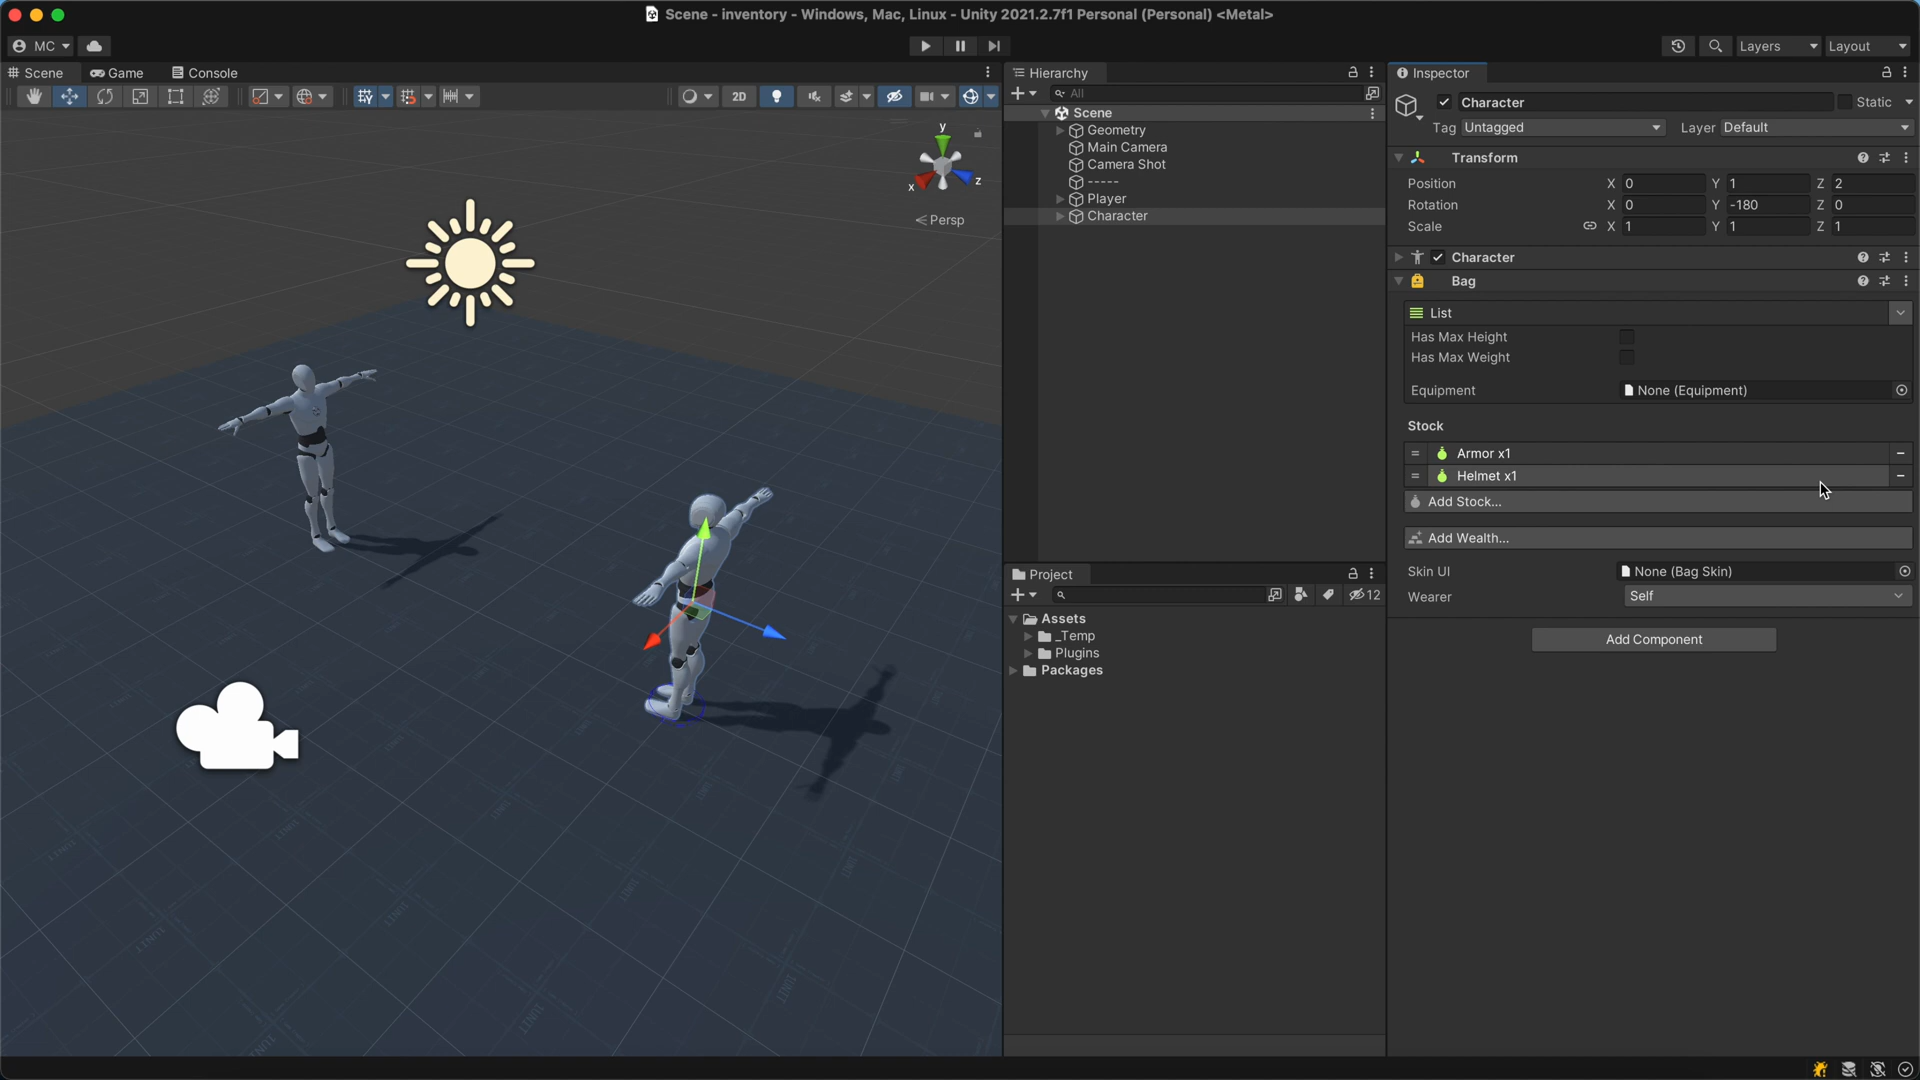 Scene - inventory - Windows, Mac, Linux - Unity 2021.2.7f1 Personal (Personal) <Metal>
MC
Layers
Layout
Scene
Game
Console
2D
y
x
z
Persp
Hierarchy
All
Scene
Geometry
Main Camera
Camera Shot
-----
Player
Character
Project
12
Assets
_Temp
Plugins
Packages
Inspector
Character
Static
Tag Untagged
Layer Default
Transform
Position X 0 Y 1 Z 2
Rotation X 0 Y -180 Z 0
Scale X 1 Y 1 Z 1
Character
Bag
List
Has Max Height
Has Max Weight
Equipment None (Equipment)
Stock
= Armor x1 −
= Helmet x1 −
Add Stock...
Add Wealth...
Skin UI None (Bag Skin)
Wearer Self
Add Component